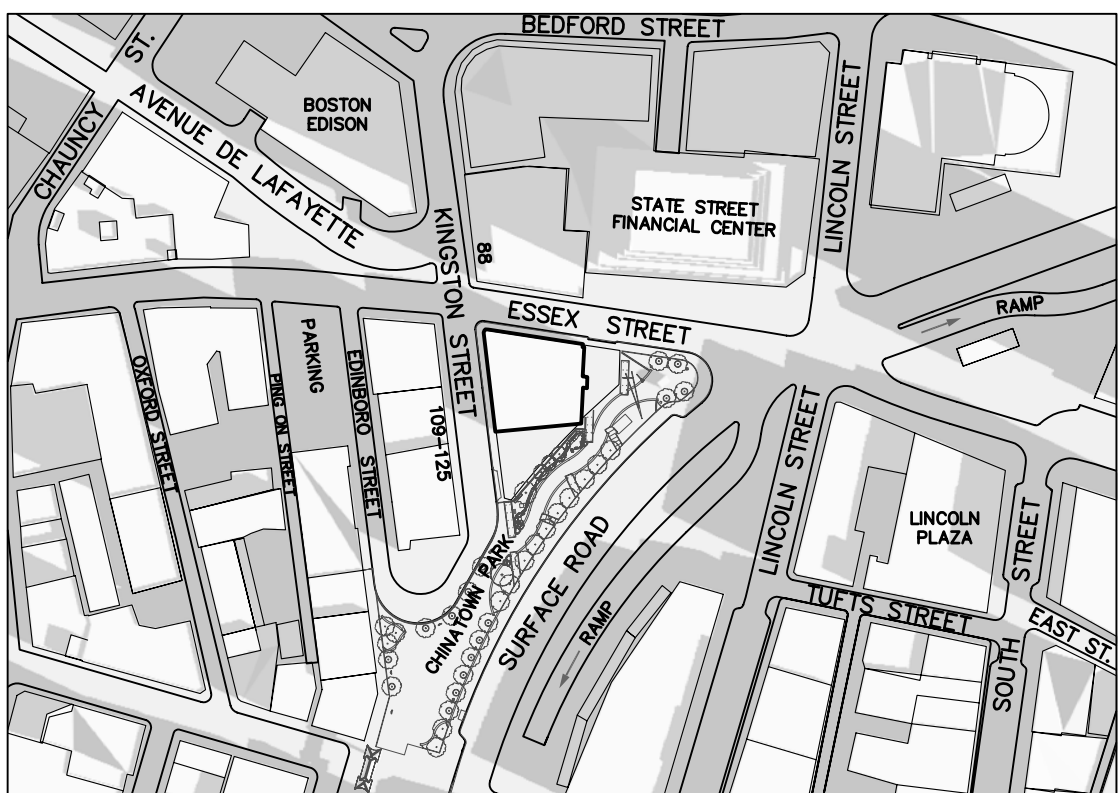 BEDFORD STREET
ST.
AVENUE DE LAFAYETTE
BOSTON
EDISON
CHAUNCY
LINCOLN STREET
STATE STREET
FINANCIAL CENTER
KINGSTON STREET
88
ESSEX STREET
RAMP
PARKING
OXFORD STREET
PING ON STREET
EDINBORO STREET
109-125
LINCOLN STREET
LINCOLN
PLAZA
STREET
SURFACE ROAD
CHINATOWN PARK
RAMP
TUFTS STREET
EAST ST.
SOUTH